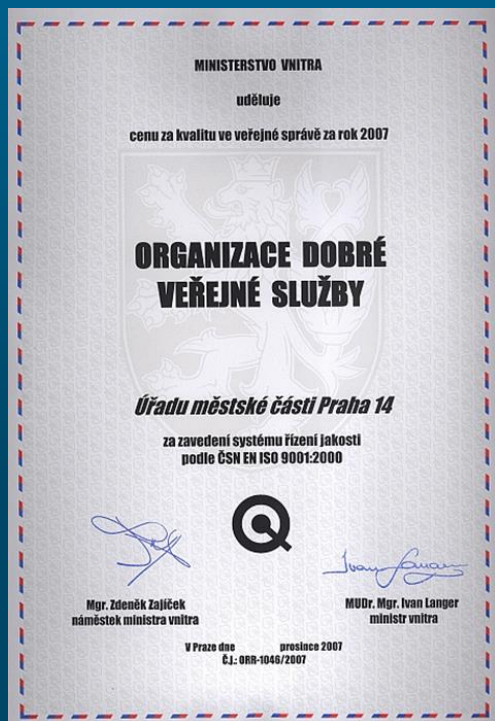 MINISTERSTVO VNITRA
uděluje
cenu za kvalitu ve veřejné správě za rok 2007
ORGANIZACE DOBRÉ
VEŘEJNÉ SLUŽBY
Úřadu městské části Praha 14
za zavedení systému řízení jakosti
podle ČSN EN ISO 9001:2000
Q
Ivan Langer
Mgr. Zdeněk Zajíček
náměstek ministra vnitra
MUDr. Mgr. Ivan Langer
ministr vnitra
V Praze dne prosince 2007
Č.J.: ORR-1046/2007